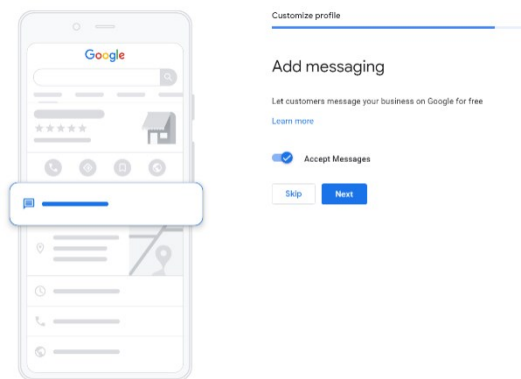 Google
Customize profile
Add messaging
Let customers message your business on Google for free
Learn more
Accept Messages
Skip
Next